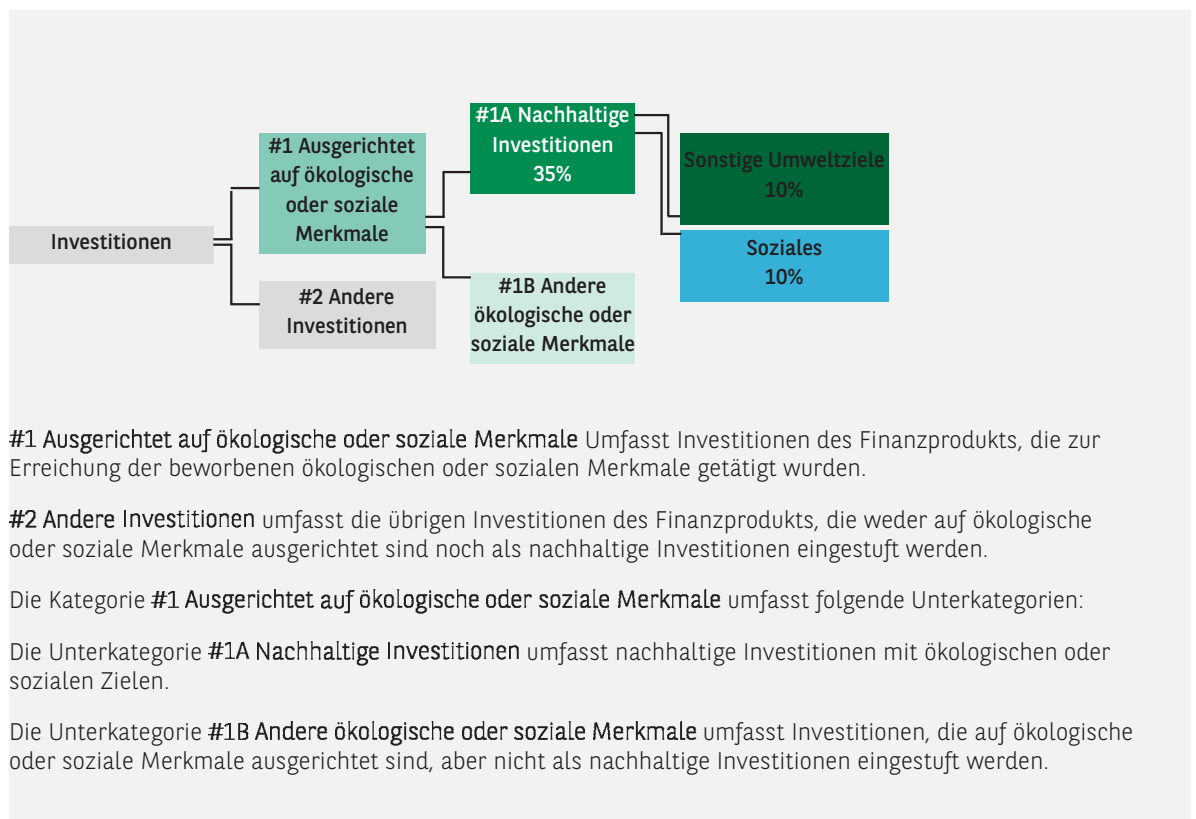 #1A Nachhaltige
Investitionen
35%
#1 Ausgerichtet
auf ökologische
oder soziale
Merkmale
Sonstige Umweltziele
10%
Investitionen
Soziales
10%
#2 Andere
Investitionen
#1B Andere
ökologische oder
soziale Merkmale
#1 Ausgerichtet auf ökologische oder soziale Merkmale Umfasst Investitionen des Finanzprodukts, die zur
Erreichung der beworbenen ökologischen oder sozialen Merkmale getätigt wurden.
#2 Andere Investitionen umfasst die übrigen Investitionen des Finanzprodukts, die weder auf ökologische
oder soziale Merkmale ausgerichtet sind noch als nachhaltige Investitionen eingestuft werden.
Die Kategorie #1 Ausgerichtet auf ökologische oder soziale Merkmale umfasst folgende Unterkategorien:
Die Unterkategorie #1A Nachhaltige Investitionen umfasst nachhaltige Investitionen mit ökologischen oder
sozialen Zielen.
Die Unterkategorie #1B Andere ökologische oder soziale Merkmale umfasst Investitionen, die auf ökologische
oder soziale Merkmale ausgerichtet sind, aber nicht als nachhaltige Investitionen eingestuft werden.